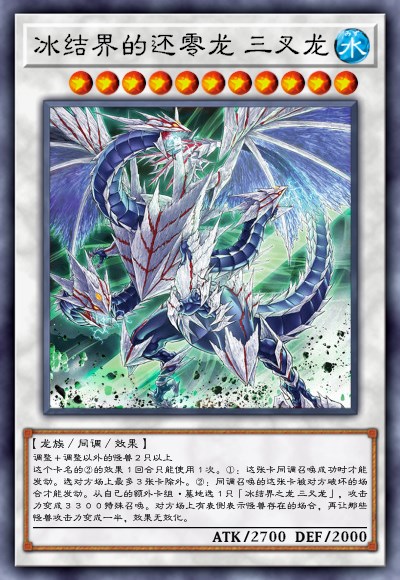 冰结界的还零龙 三叉龙
水
【龙族／同调／效果】
调整＋调整以外的怪兽2只以上
这个卡名的②的效果1回合只能使用1次。①：这张卡同调召唤成功时才能
发动。选对方场上最多3张卡除外。②：同调召唤的这张卡被对方破坏的场
合才能发动。从自己的额外卡组·墓地选1只「冰结界之龙 三叉龙」，攻击
力变成3300特殊召唤。对方场上有表侧表示怪兽存在的场合，再让那些
怪兽攻击力变成一半，效果无效化。
ATK/2700 DEF/2000